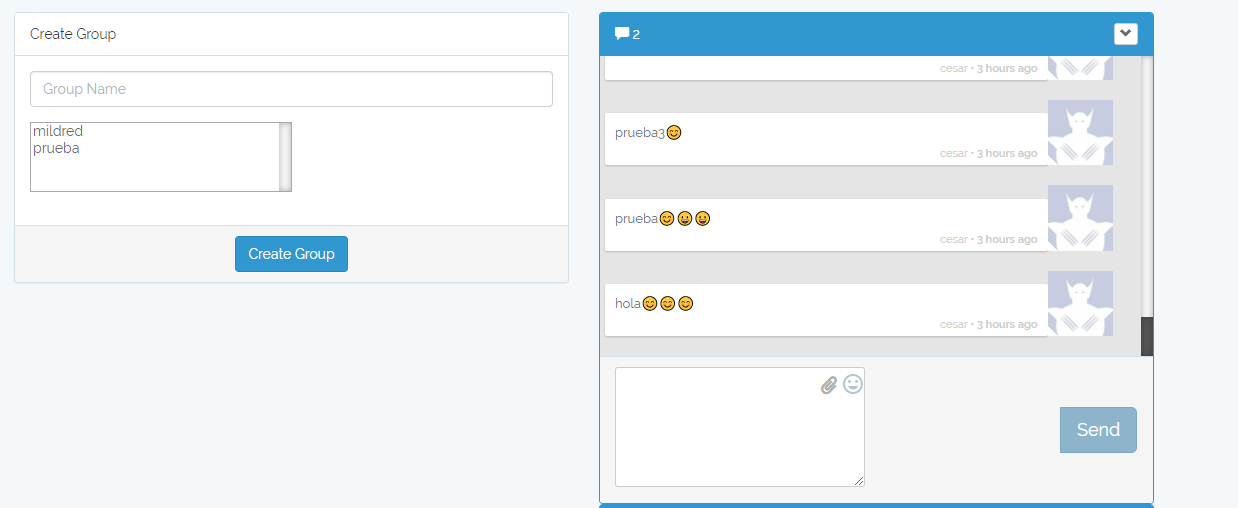 Create Group
Group Name
mildred
prueba
Create Group
2
cesar • 3 hours ago
prueba3😊
cesar • 3 hours ago
prueba😊😀😀
cesar • 3 hours ago
hola😊😊😊
cesar • 3 hours ago
Send